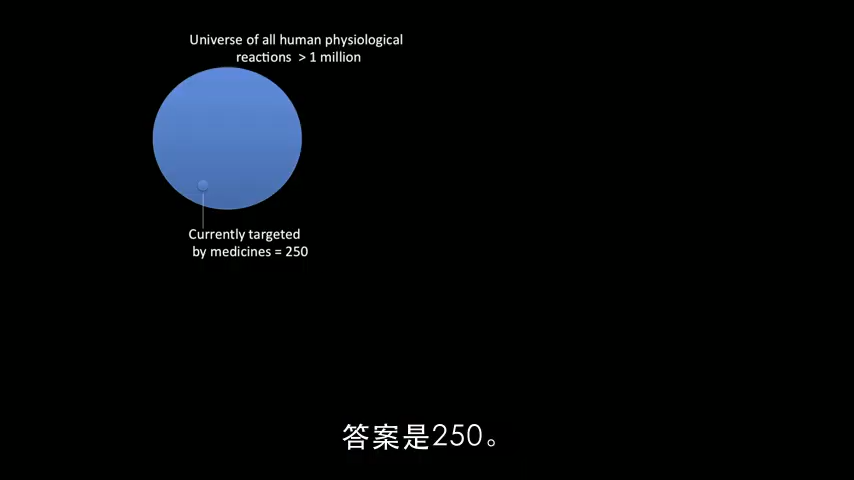 Universe of all human physiological
reactions > 1 million
Currently targeted
by medicines = 250
答案是250。